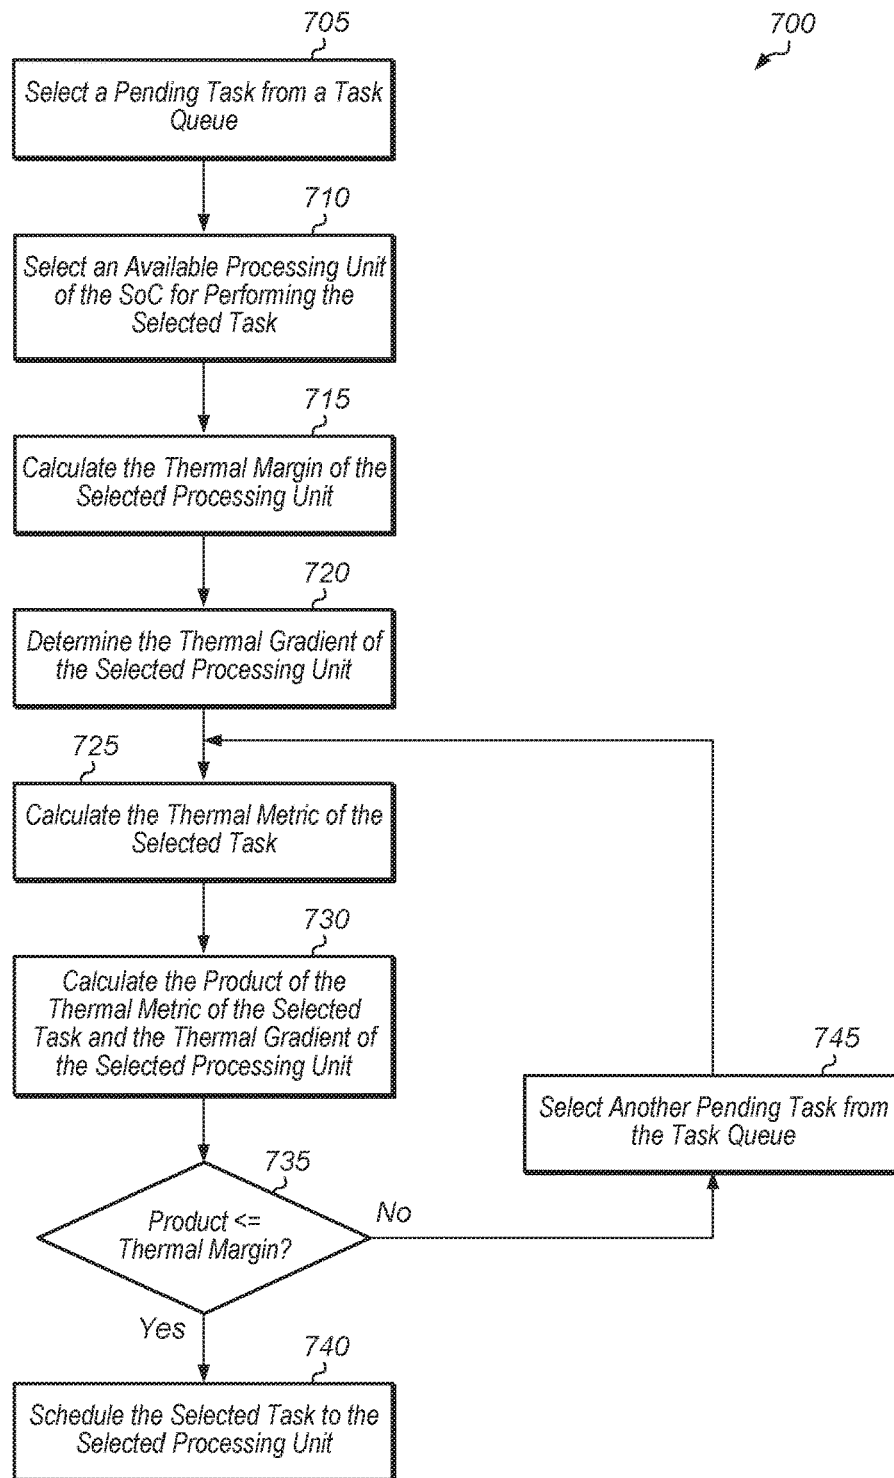 705
700
Select a Pending Task from a Task
Queue
710
Select an Available Processing Unit
of the SoC for Performing the
Selected Task
715
Calculate the Thermal Margin of the
Selected Processing Unit
720
Determine the Thermal Gradient of
the Selected Processing Unit
725
Calculate the Thermal Metric of the
Selected Task
730
Calculate the Product of the
Thermal Metric of the Selected
Task and the Thermal Gradient of
the Selected Processing Unit
745
Select Another Pending Task from
the Task Queue
735
Product <=
Thermal Margin?
No
Yes
740
Schedule the Selected Task to the
Selected Processing Unit